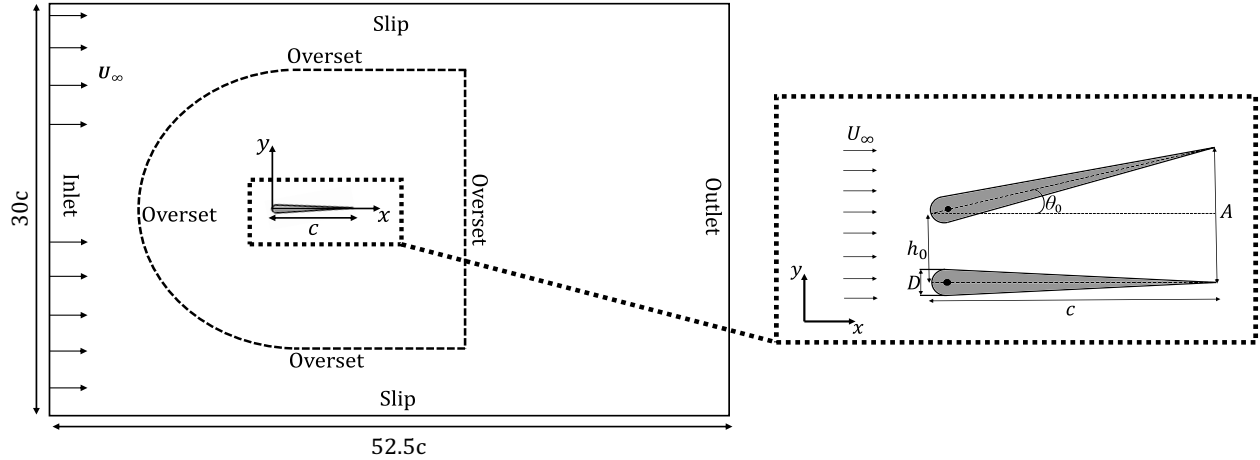 Slip
Overset
U∞
y
Inlet
Overset
x
c
Overset
Outlet
30c
Overset
Slip
52.5c
U∞
θ0
A
h0
D
y
x
c